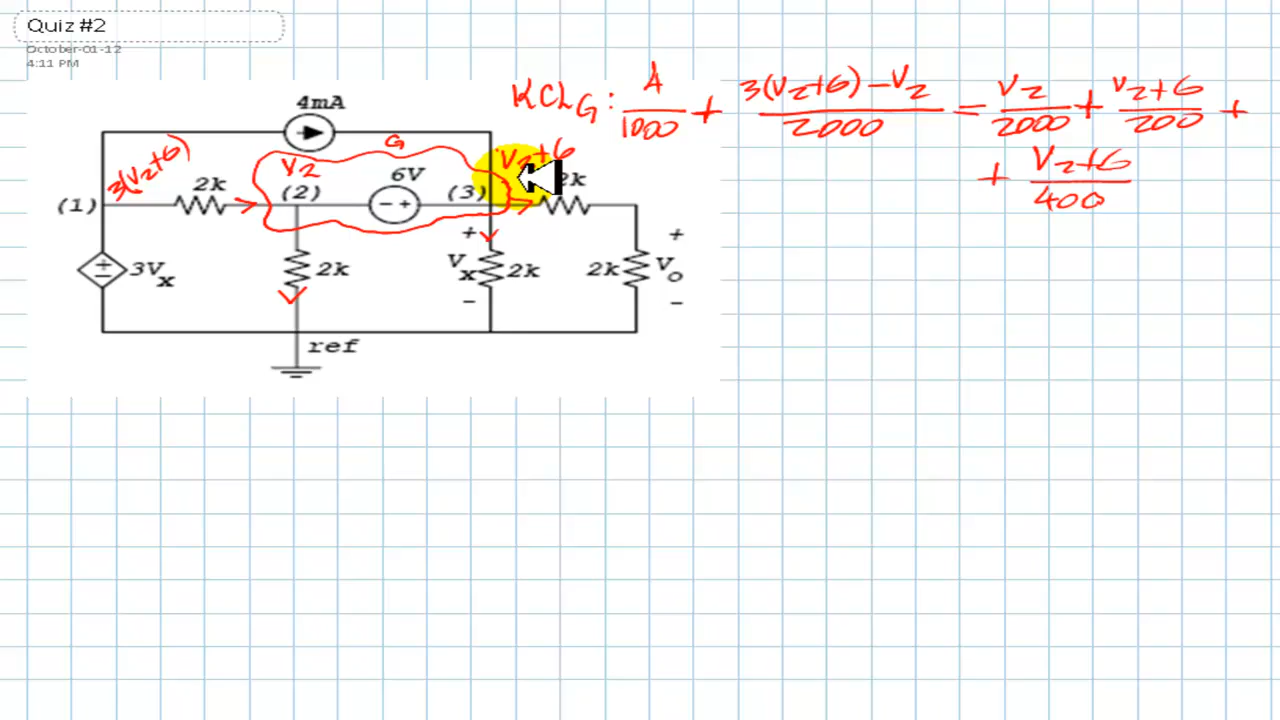 Quiz #2
October-01-12
4:11 PM
KCL G: 4/1000 + 3(V2+6)-V2/2000 = V2/2000 + V2+6/200 +
+ V2+6/400
4mA
3(V2+6)
G
V2
V2+6
2k
(1)
(2)
6V
(3)
- +
+
2k
3Vx
2k
Vx
2k
-
2k
+
Vo
-
ref